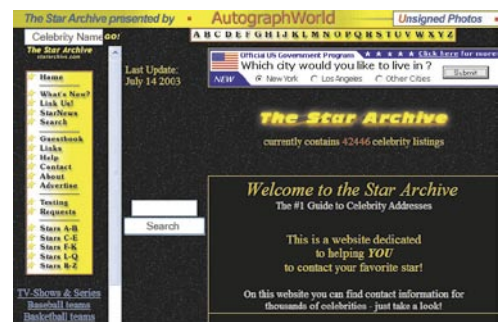 The Star Archive presented by • AutographWorld • Unsigned Photos •
Celebrity Name GO!
A B C D E F G H I J K L M N O P Q R S T U V W X Y Z
The Star Archive
stararchive.com
Home
What's New?
Link Us!
StarNews
Search
Guestbook
Links
Help
Contact
About
Advertise
Texting
Requests
Stars A-B
Stars C-E
Stars F-K
Stars L-Q
Stars R-Z
TV-Shows & Series
Baseball teams
Basketball teams
Last Update:
July 14 2003
Search
Official US Government Program ★ ★ ★ ★ ★ Click here for more
Which city would you like to live in ?
NEW New York Los Angeles Other Cities Submit
The Star Archive
currently contains 42446 celebrity listings
Welcome to the Star Archive
The #1 Guide to Celebrity Addresses
This is a website dedicated
to helping YOU
to contact your favorite star!
On this website you can find contact information for
thousands of celebrities - just take a look!